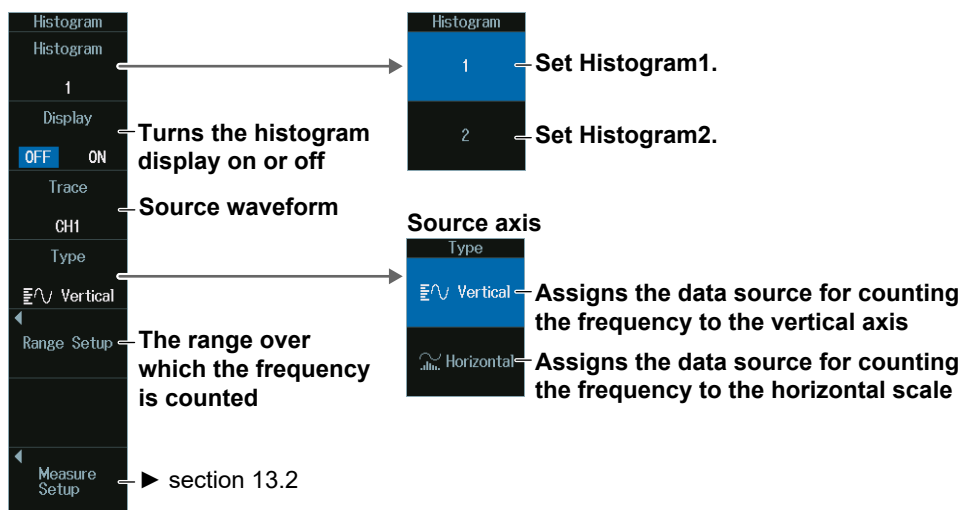 Histogram
Histogram
1
Display
OFF ON
Trace
CH1
Type
Vertical
Range Setup
Measure
Setup
Turns the histogram
display on or off
Source waveform
The range over
which the frequency
is counted
► section 13.2
Histogram
1
Set Histogram1.
2
Set Histogram2.
Source axis
Type
Vertical
Assigns the data source for counting
the frequency to the vertical axis
Horizontal
Assigns the data source for counting
the frequency to the horizontal scale